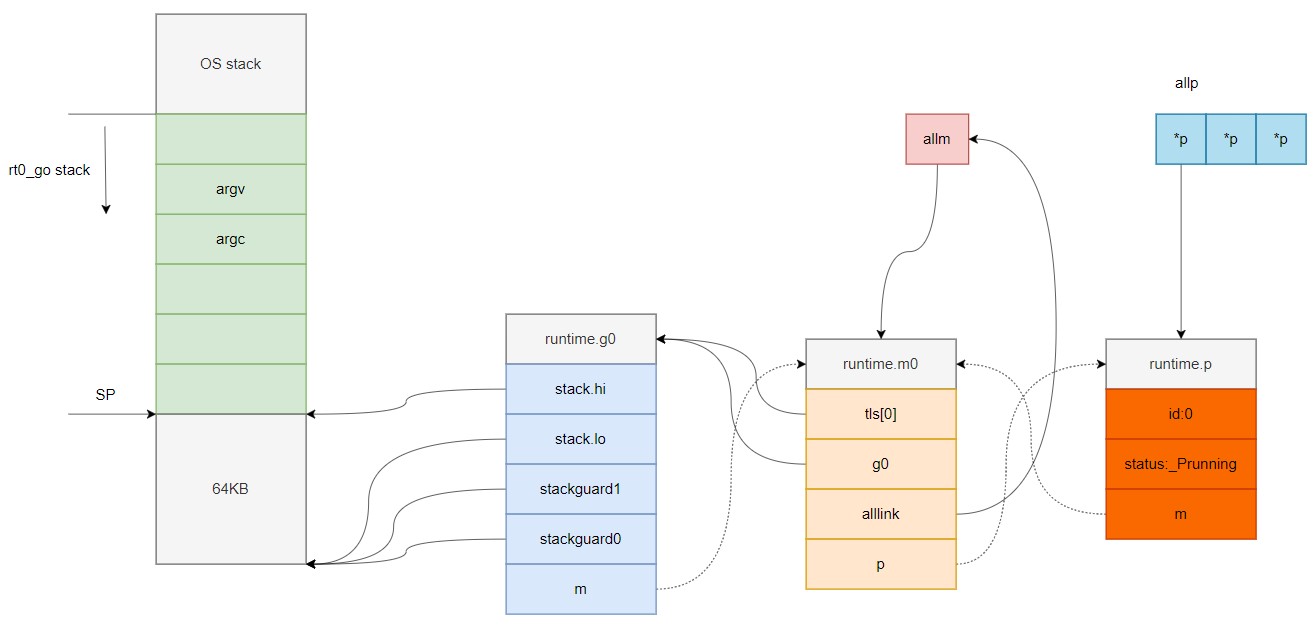 OS stack
rt0_go stack
argv
argc
SP
64KB
runtime.g0
stack.hi
stack.lo
stackguard1
stackguard0
m
allm
runtime.m0
tls[0]
g0
alllink
p
allp
*p *p *p
runtime.p
id:0
status:_Prunning
m